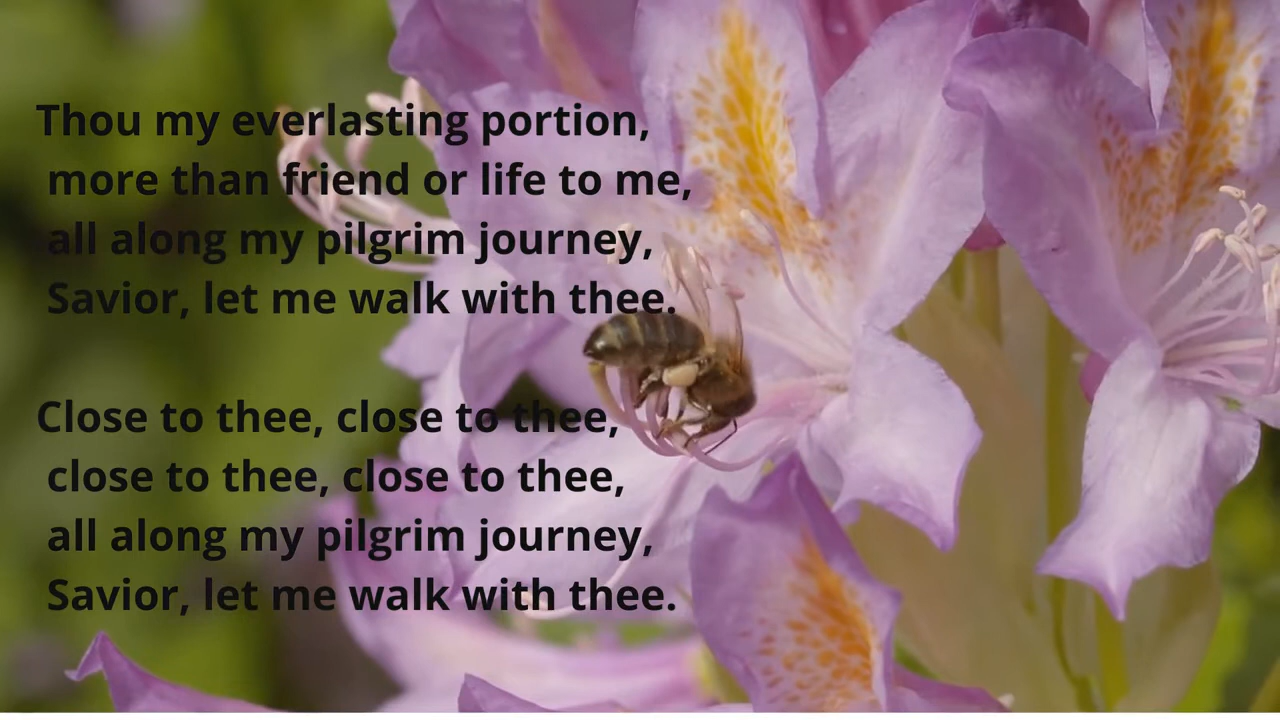 Thou my everlasting portion,
more than friend or life to me,
all along my pilgrim journey,
Savior, let me walk with thee.
Close to thee, close to thee,
close to thee, close to thee,
all along my pilgrim journey,
Savior, let me walk with thee.